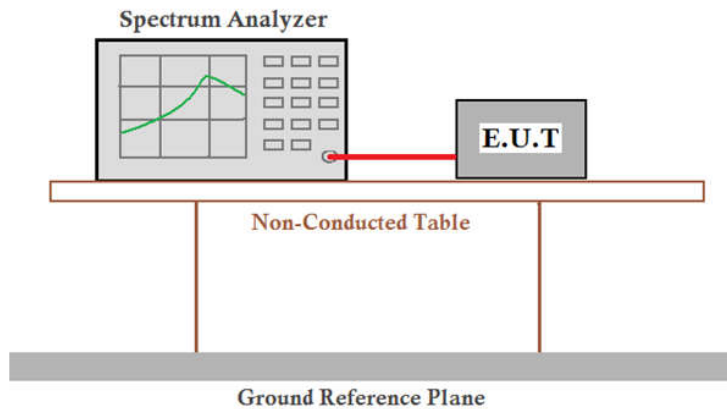 Spectrum Analyzer
E.U.T
Non-Conducted Table
Ground Reference Plane